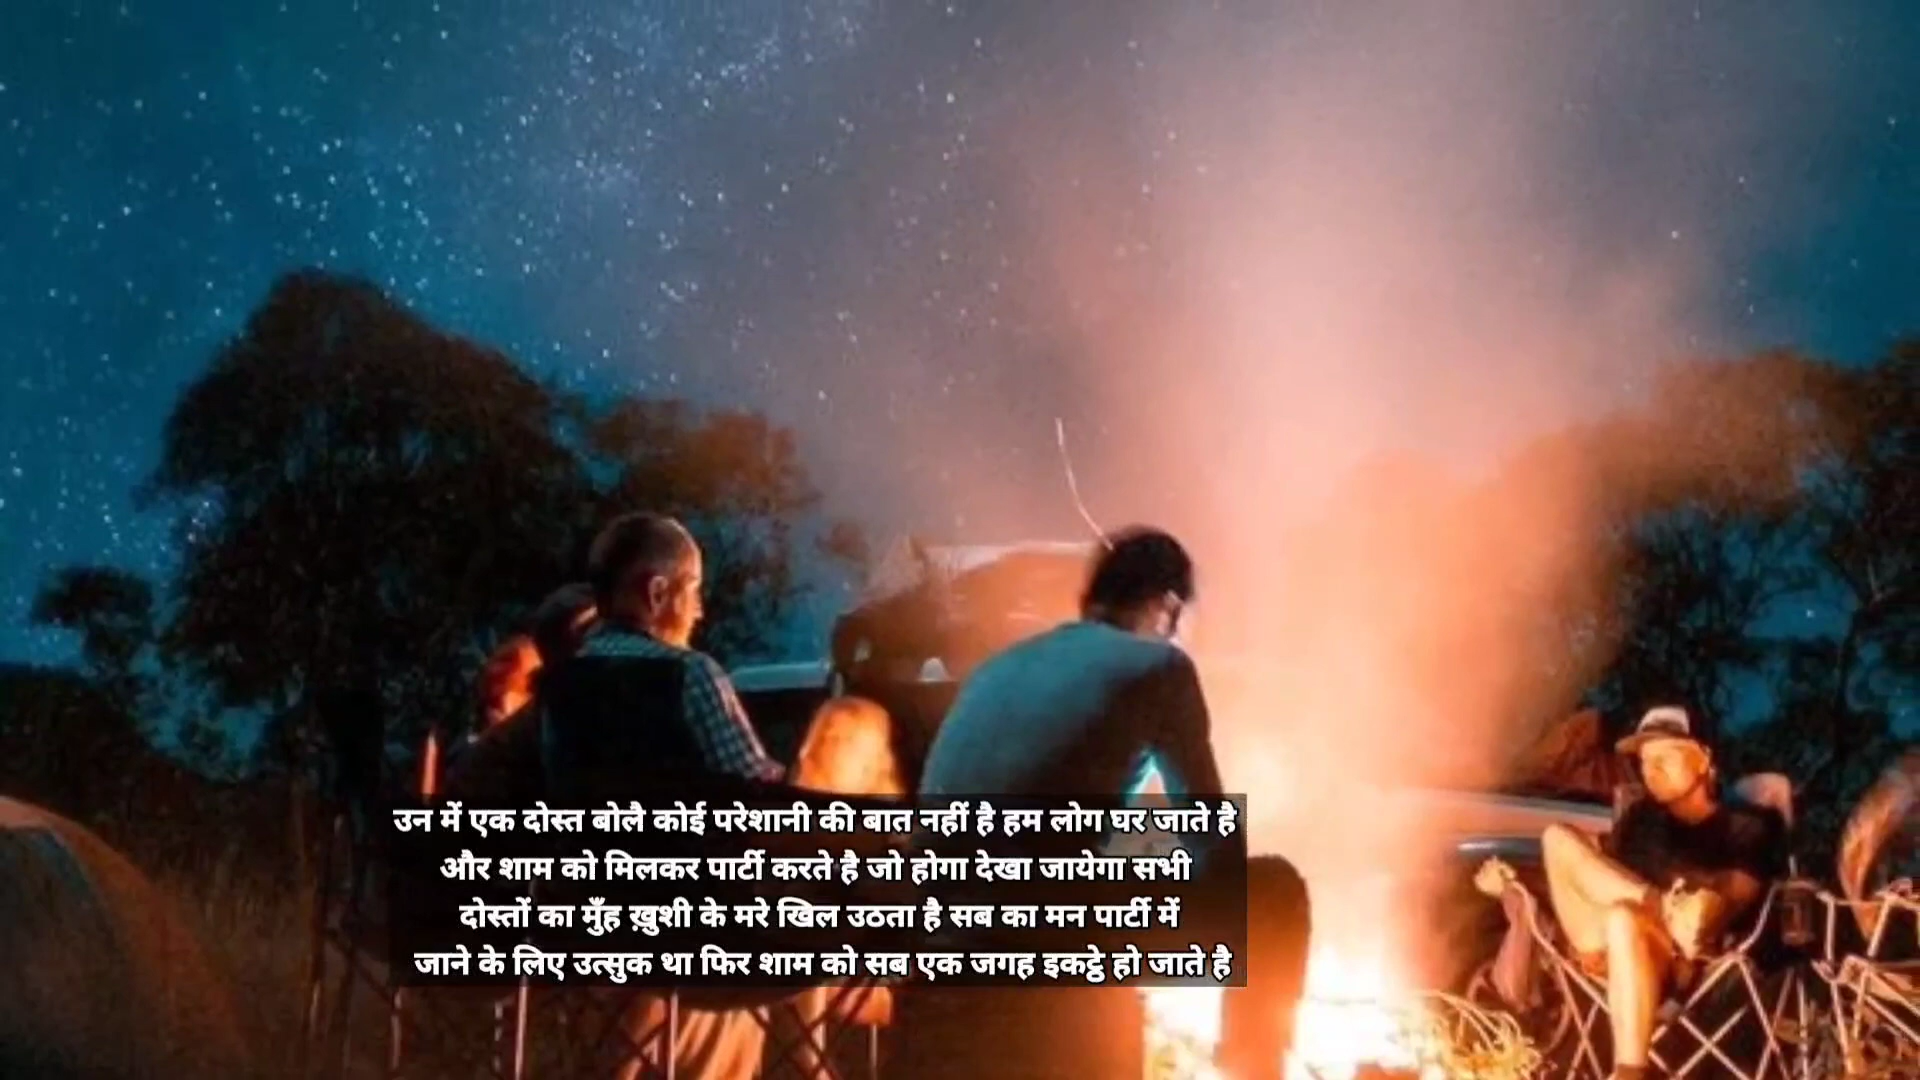 उन में एक दोस्त बोलै कोई परेशानी की बात नहीं है हम लोग घर जाते है
और शाम को मिलकर पार्टी करते है जो होगा देखा जायेगा सभी
दोस्तों का मुँह ख़ुशी के मरे खिल उठता है सब का मन पार्टी में
जाने के लिए उत्सुक था फिर शाम को सब एक जगह इकट्ठे हो जाते है